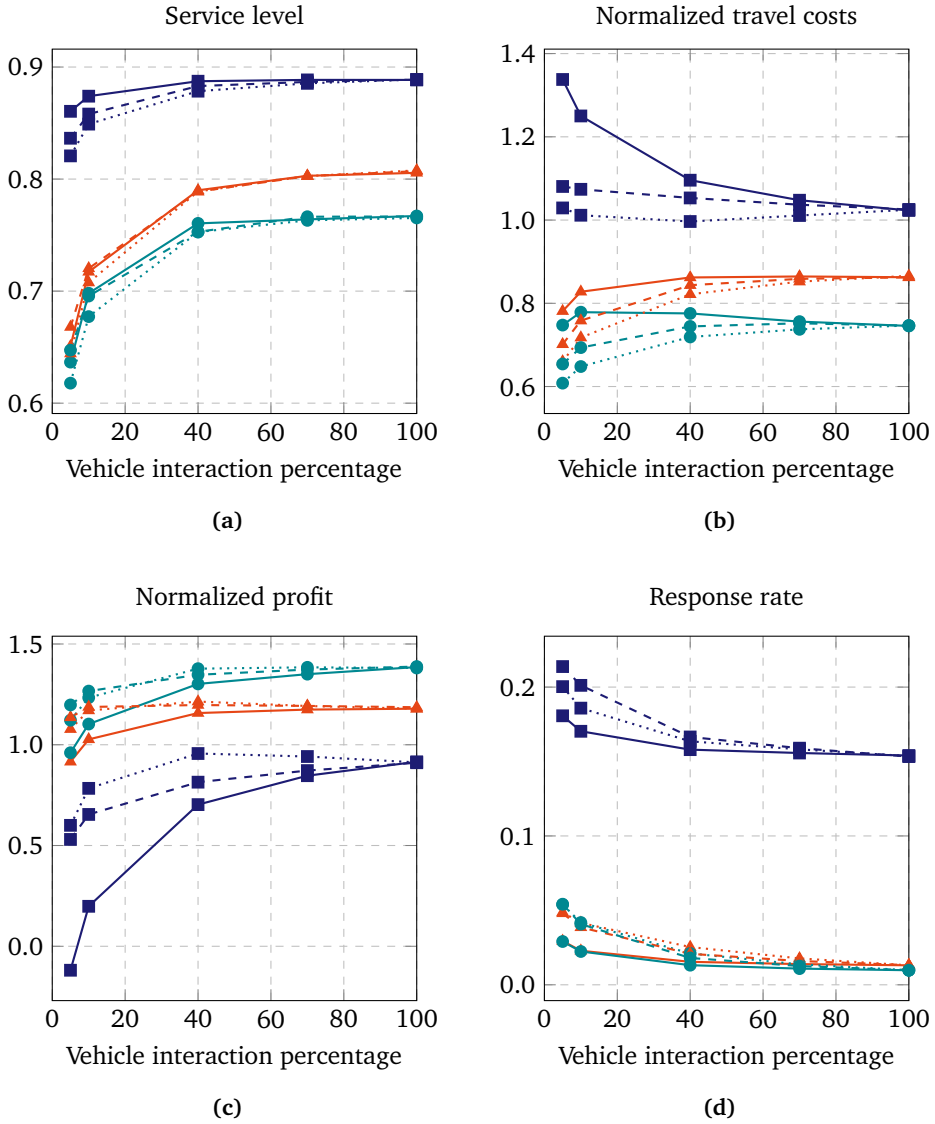 Service level
0.9
0.8
0.7
0.6
0 20 40 60 80 100
Vehicle interaction percentage
(a)
Normalized travel costs
1.4
1.2
1.0
0.8
0.6
0 20 40 60 80 100
Vehicle interaction percentage
(b)
Normalized profit
1.5
1.0
0.5
0.0
0 20 40 60 80 100
Vehicle interaction percentage
(c)
Response rate
0.2
0.1
0.0
0 20 40 60 80 100
Vehicle interaction percentage
(d)